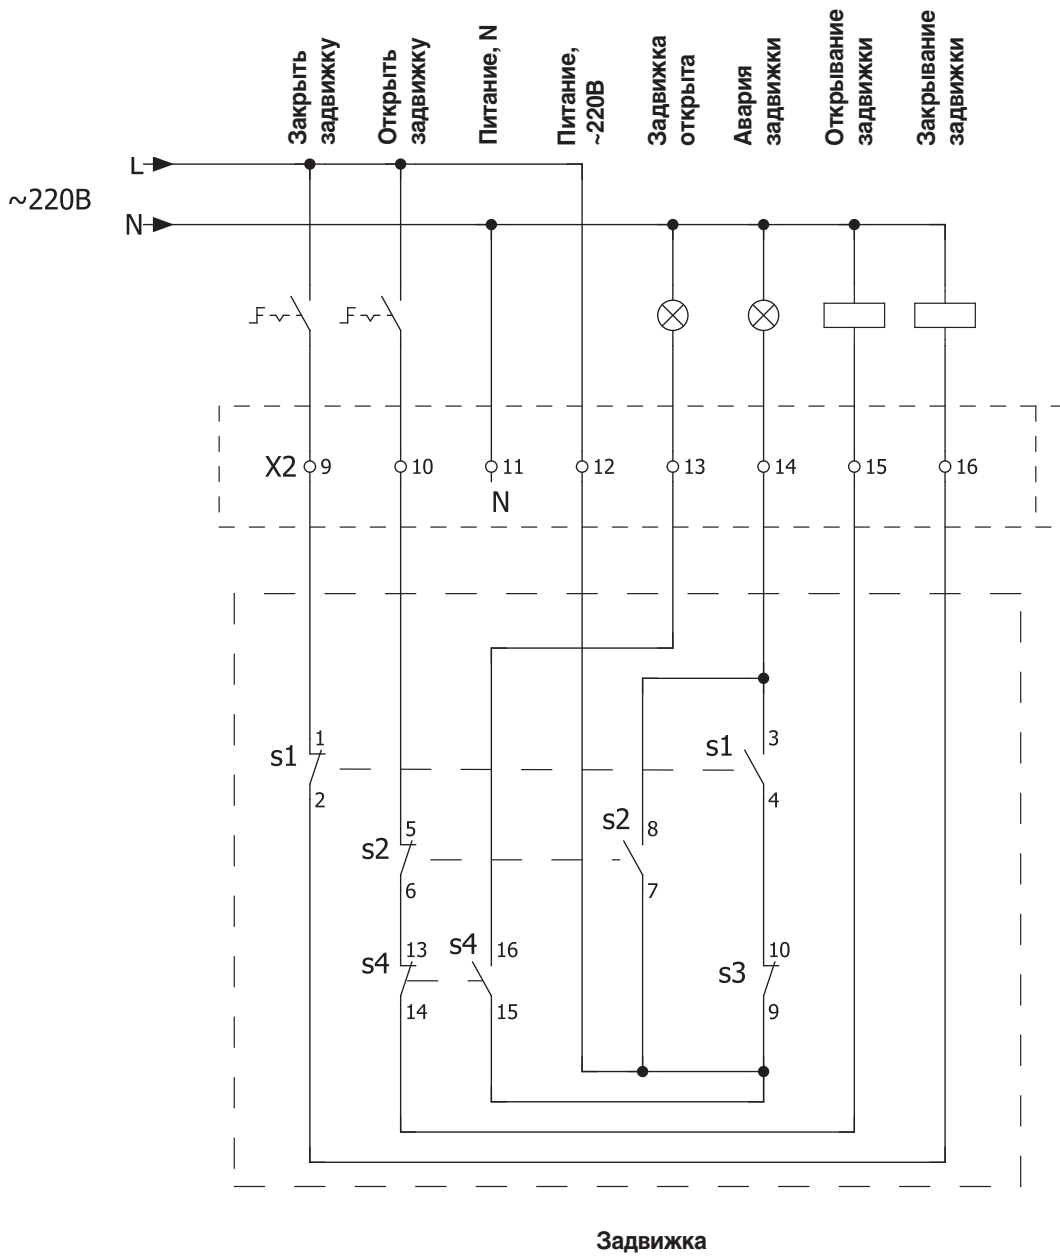 Закрыть
задвижку
Открыть
задвижку
Питание, N
Питание,
~220В
Задвижка
открыта
Авария
задвижки
Открывание
задвижки
Закрывание
задвижки
L
~220В
N
X2 9 10 11 12 13 14 15 16
N
s1 1 2
s1 3 4
s2 5 6
s2 8 7
s4 13 14
s4 16 15
s3 10 9
Задвижка